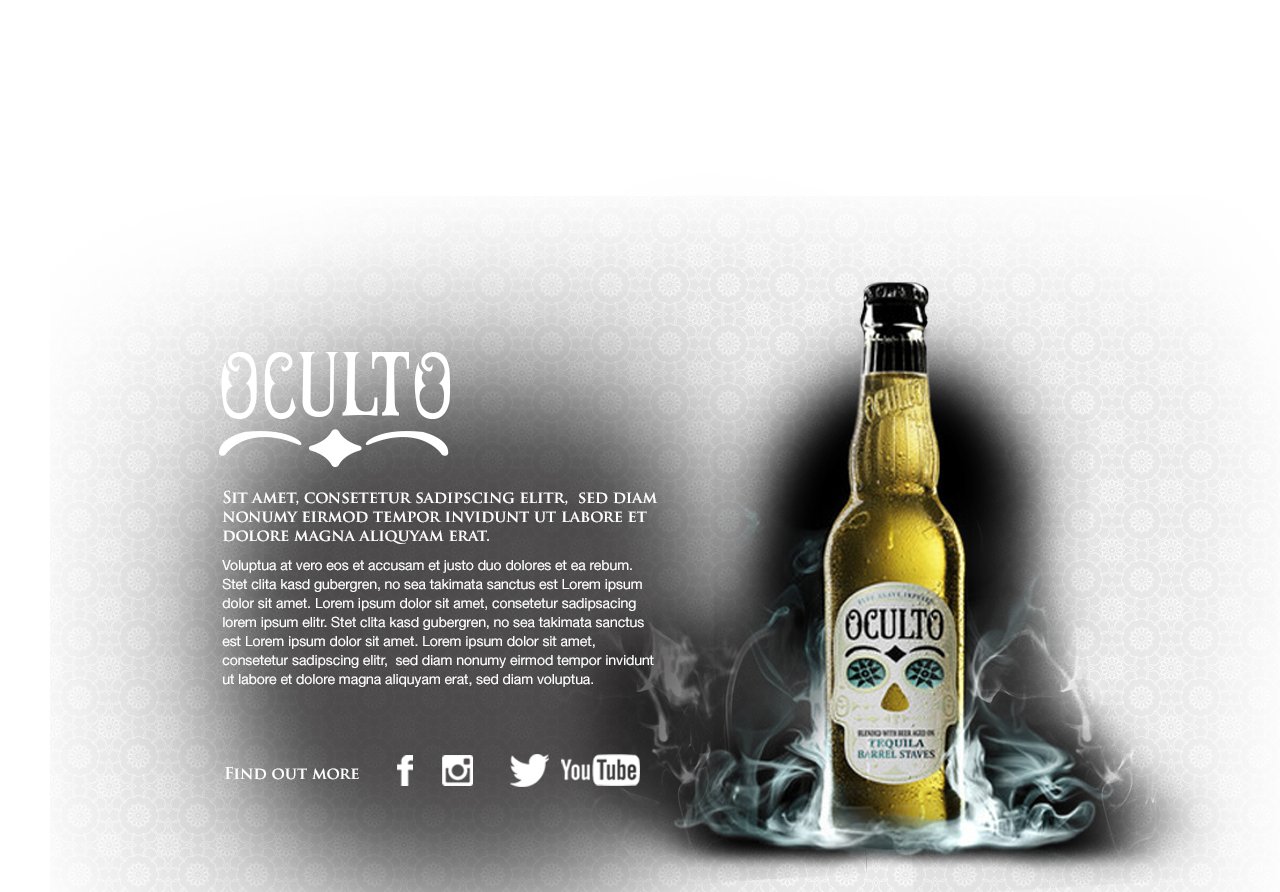 OCULTO
Sit amet, consetetur sadipscing elitr, sed diam
nonumy eirmod tempor invidunt ut labore et
dolore magna aliquyam erat.
Voluptua at vero eos et accusam et justo duo dolores et ea rebum.
Stet clita kasd gubergren, no sea takimata sanctus est Lorem ipsum
dolor sit amet. Lorem ipsum dolor sit amet, consetetur sadipsacing
lorem ipsum elitr. Stet clita kasd gubergren, no sea takimata sanctus
est Lorem ipsum dolor sit amet. Lorem ipsum dolor sit amet,
consetetur sadipscing elitr, sed diam nonumy eirmod tempor invidunt
ut labore et dolore magna aliquyam erat, sed diam voluptua.
Find out more
YouTube
OCULTO
OCULTO
BLENDED WITH BEER AGED ON
TEQUILA
BARREL STAVES